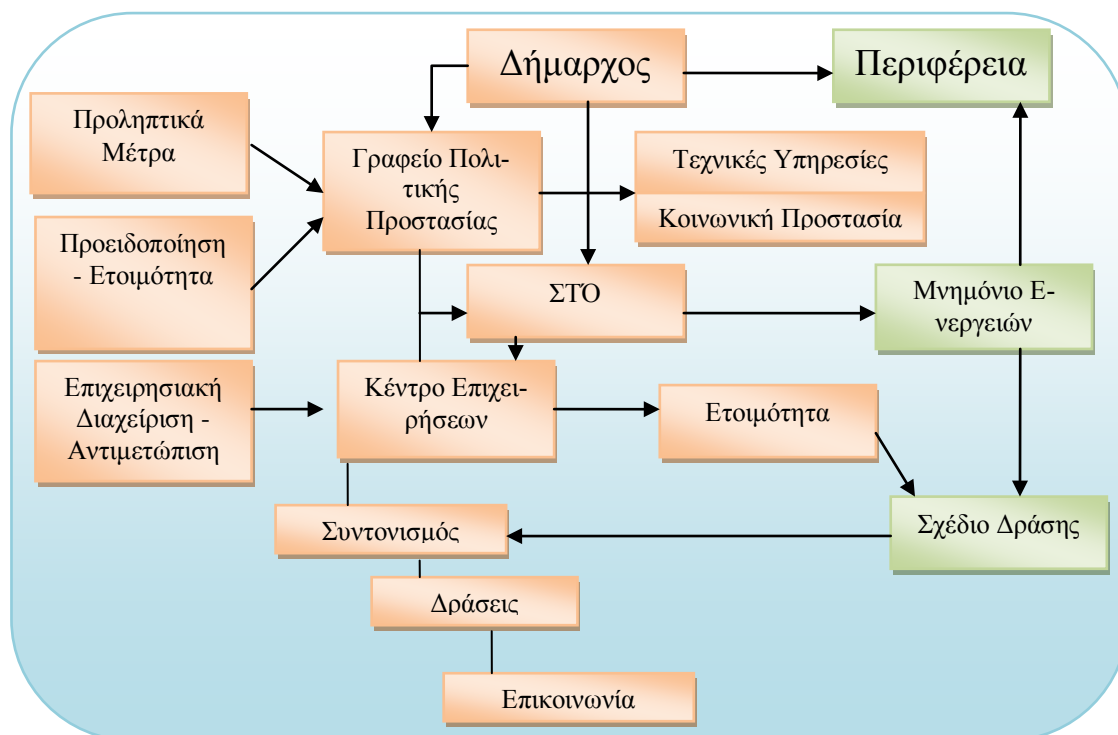 Δήμαρχος
Περιφέρεια
Προληπτικά
Μέτρα
Γραφείο Πολι-
τικής
Προστασίας
Τεχνικές Υπηρεσίες
Κοινωνική Προστασία
Προειδοποίηση
- Ετοιμότητα
ΣΤΌ
Μνημόνιο Ε-
νεργειών
Επιχειρησιακή
Διαχείριση -
Αντιμετώπιση
Κέντρο Επιχει-
ρήσεων
Ετοιμότητα
Συντονισμός
Σχέδιο Δράσης
Δράσεις
Επικοινωνία